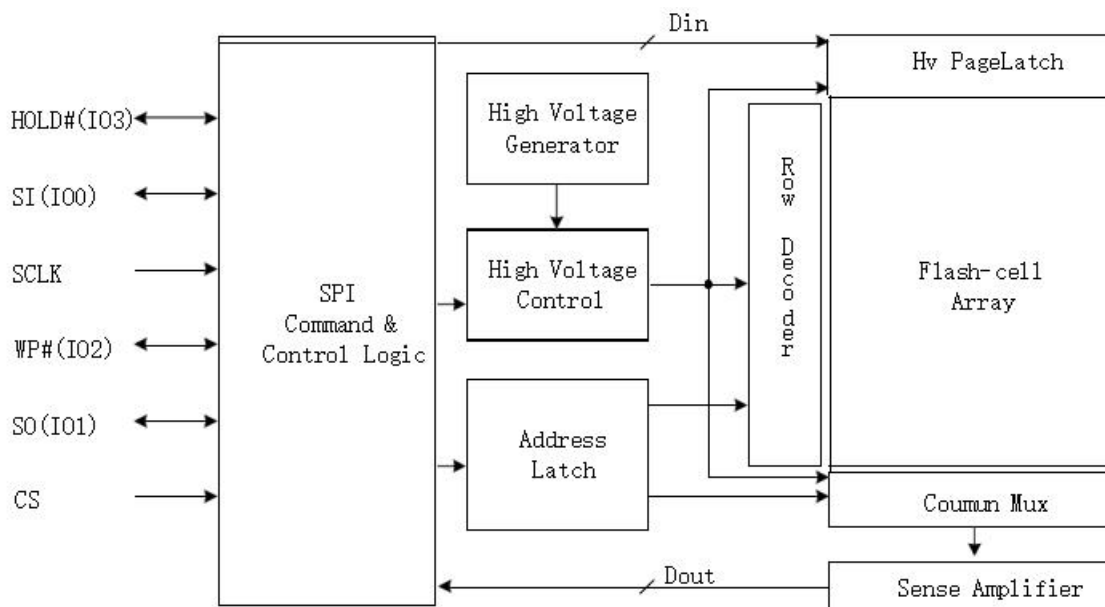 Din
Hv PageLatch
HOLD#(IO3)
High Voltage
Generator
SI(IO0)
Row Decoder
SCLK
High Voltage
Control
Flash-cell
Array
SPI
Command &
Control Logic
WP#(IO2)
SO(IO1)
Address
Latch
CS
Coumun Mux
Dout
Sense Amplifier